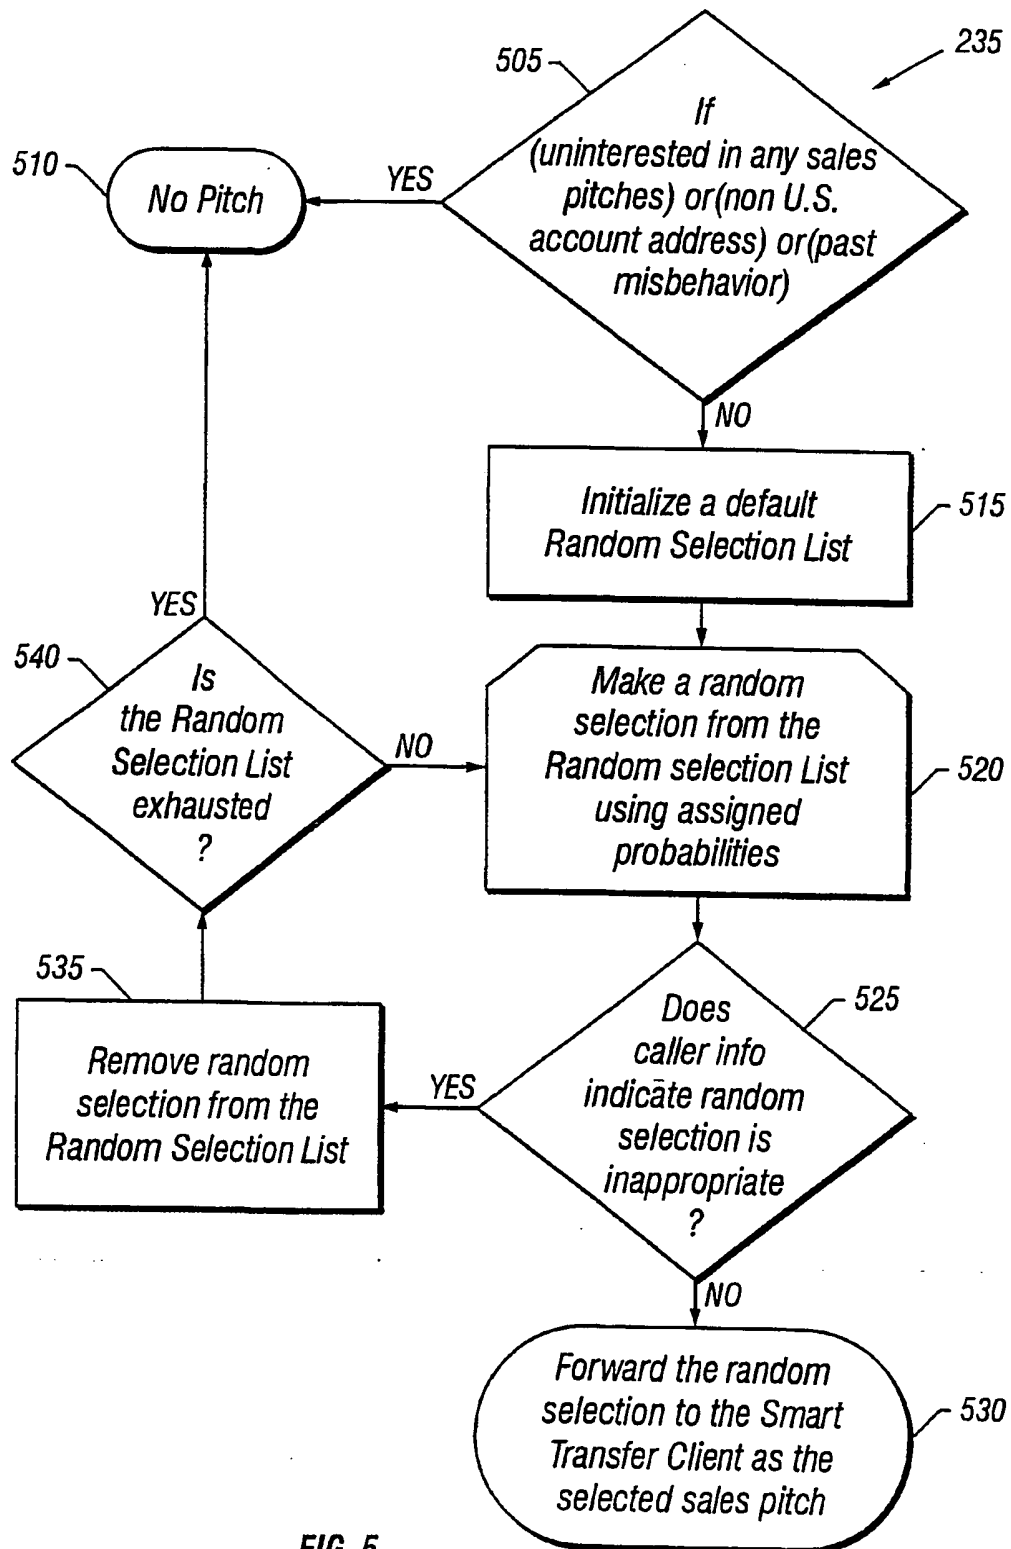 235
505
If
(uninterested in any sales
pitches) or(non U.S.
account address) or(past
misbehavior)
YES
510
No Pitch
NO
Initialize a default
Random Selection List
515
YES
540
Is
the Random
Selection List
exhausted
?
NO
Make a random
selection from the
Random selection List
using assigned
probabilities
520
535
Remove random
selection from the
Random Selection List
YES
Does
caller info
indicate random
selection is
inappropriate
?
525
NO
Forward the random
selection to the Smart
Transfer Client as the
selected sales pitch
530
FIG. 5